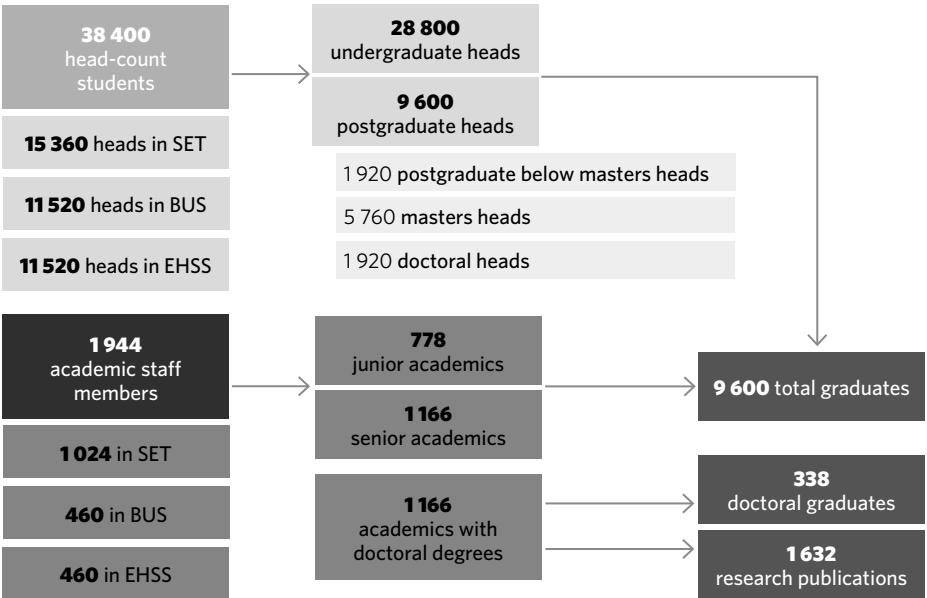 38 400
head-count
students
15 360 heads in SET
11 520 heads in BUS
11 520 heads in EHSS
28 800
undergraduate heads
9 600
postgraduate heads
1 920 postgraduate below masters heads
5 760 masters heads
1 920 doctoral heads
1 944
academic staff
members
1 024 in SET
460 in BUS
460 in EHSS
778
junior academics
1 166
senior academics
1 166
academics with
doctoral degrees
9 600 total graduates
338
doctoral graduates
1 632
research publications